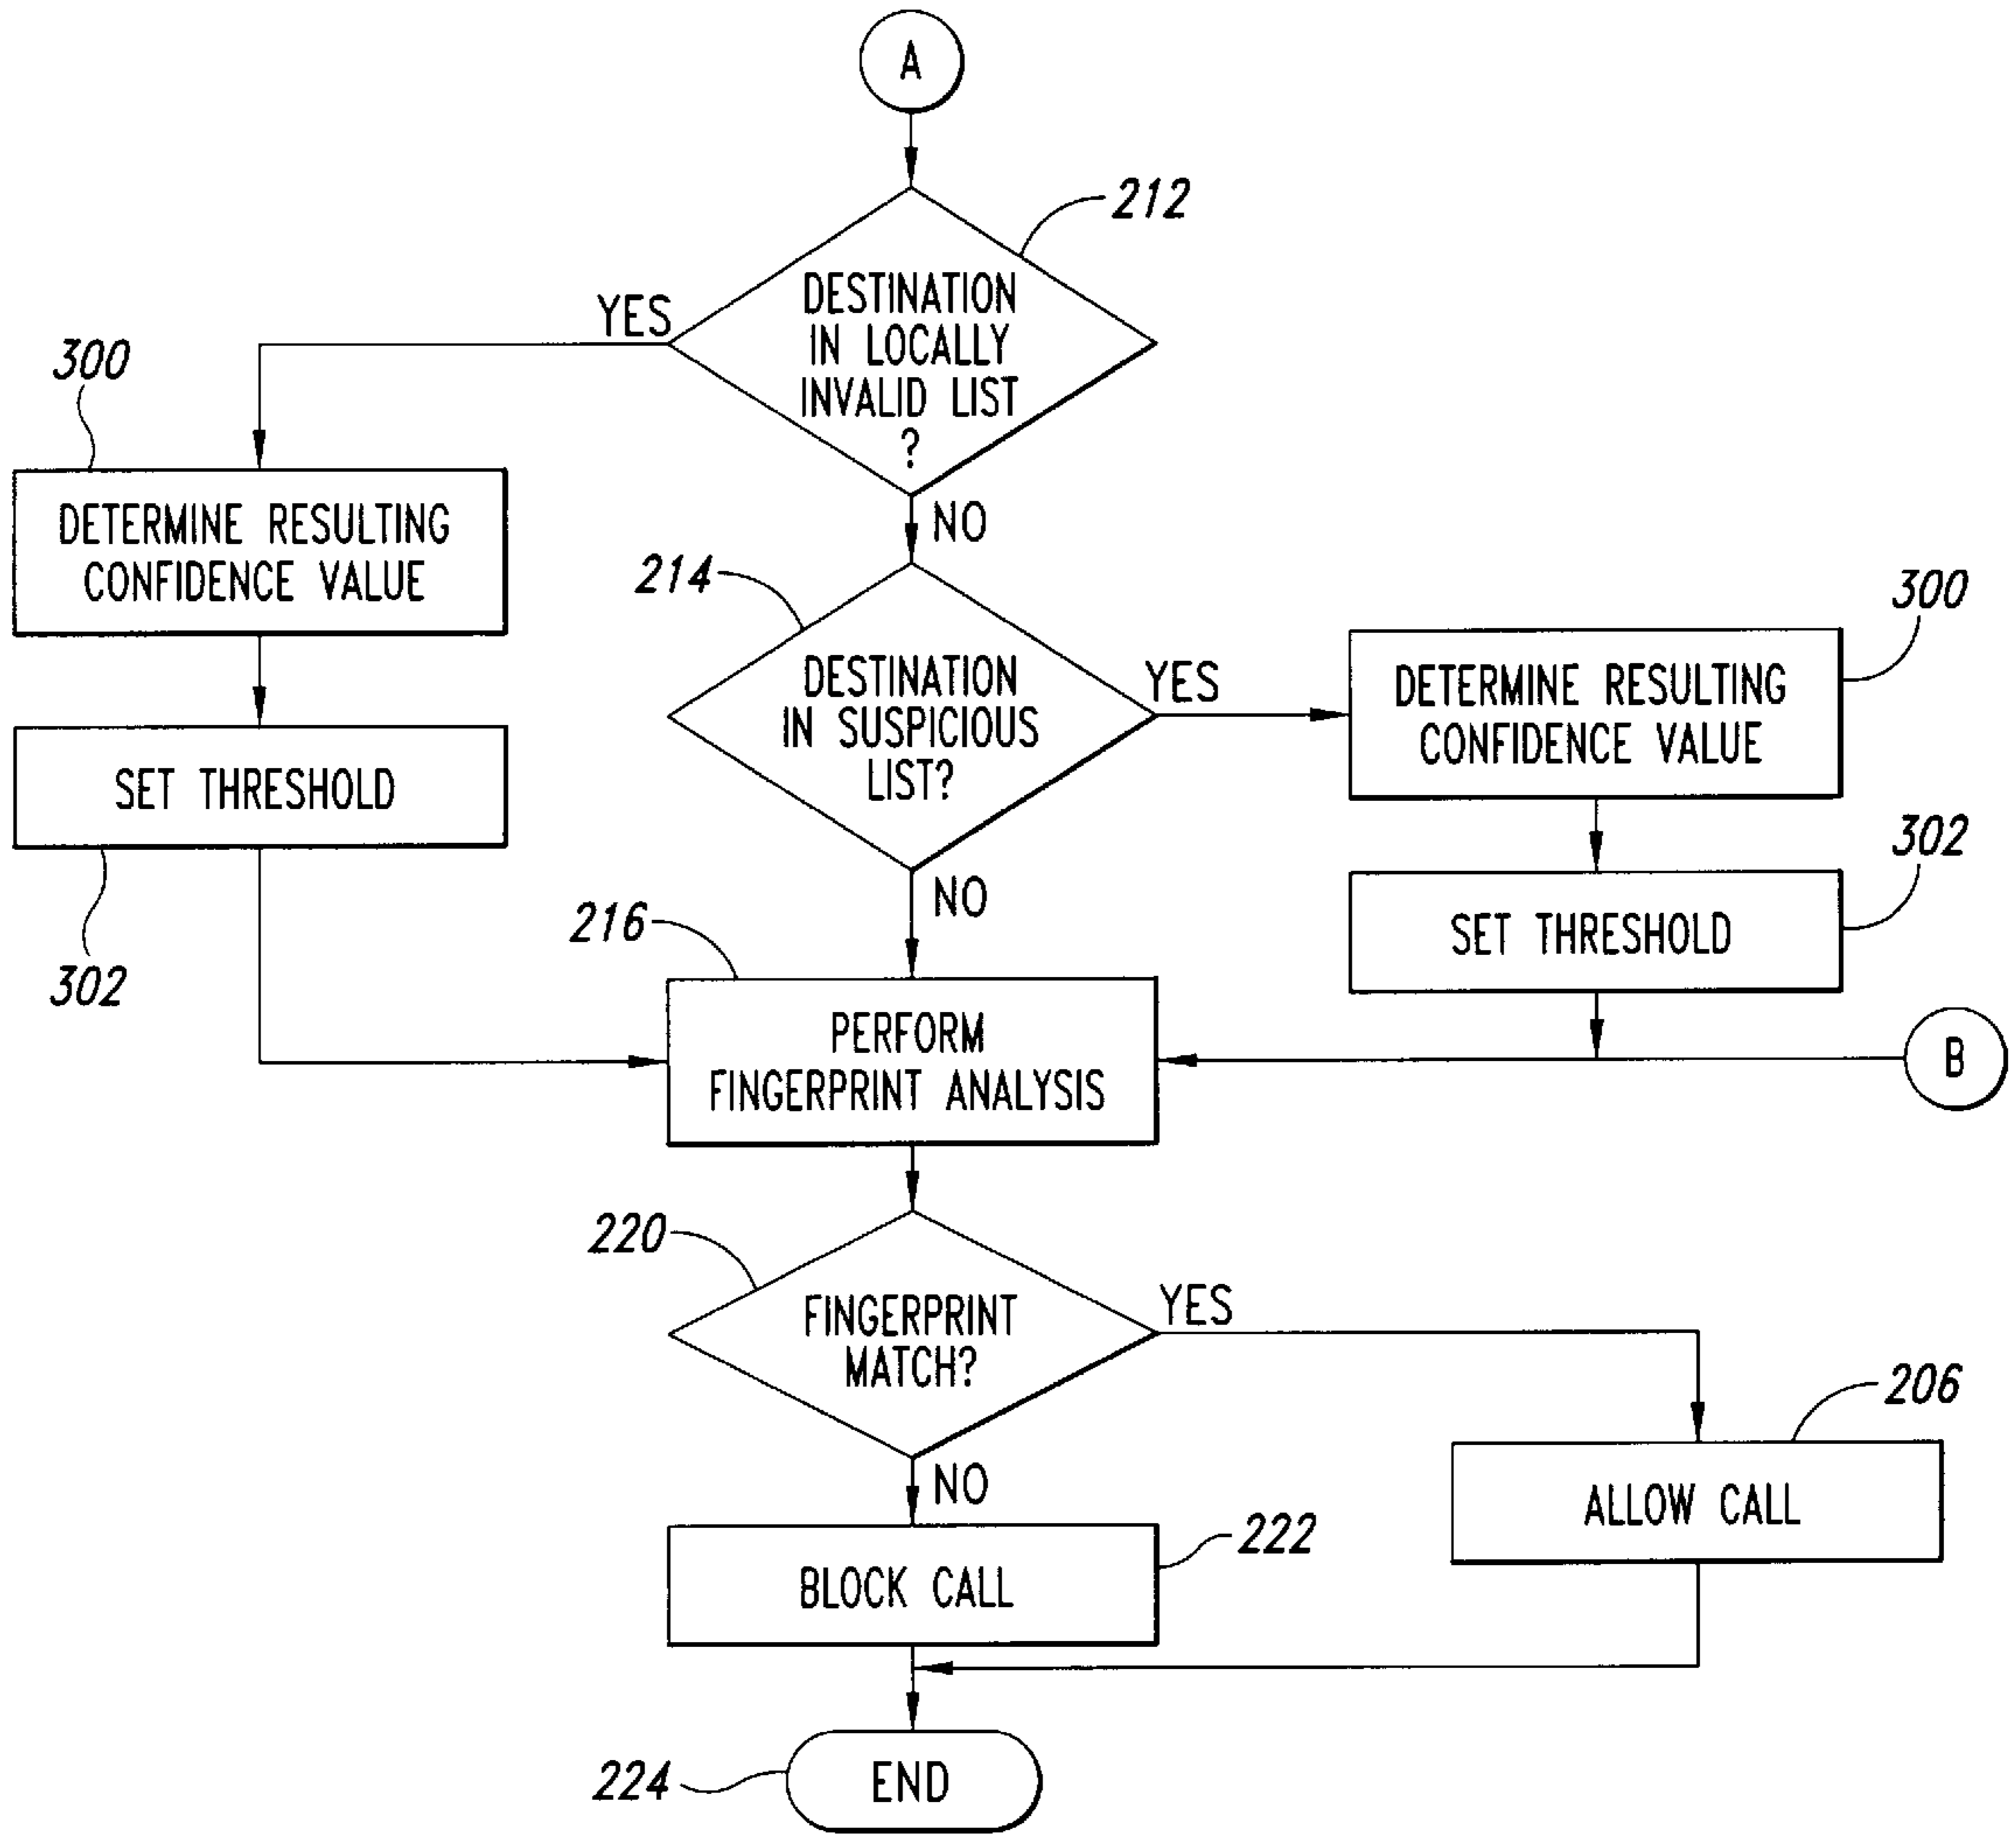 A
212
DESTINATION
IN LOCALLY
INVALID LIST
?
YES
300
DETERMINE RESULTING
CONFIDENCE VALUE
NO
214
DESTINATION
IN SUSPICIOUS
LIST?
YES
300
DETERMINE RESULTING
CONFIDENCE VALUE
SET THRESHOLD
302
302
SET THRESHOLD
NO
216
PERFORM
FINGERPRINT ANALYSIS
B
220
FINGERPRINT
MATCH?
YES
206
ALLOW CALL
NO
222
BLOCK CALL
224
END